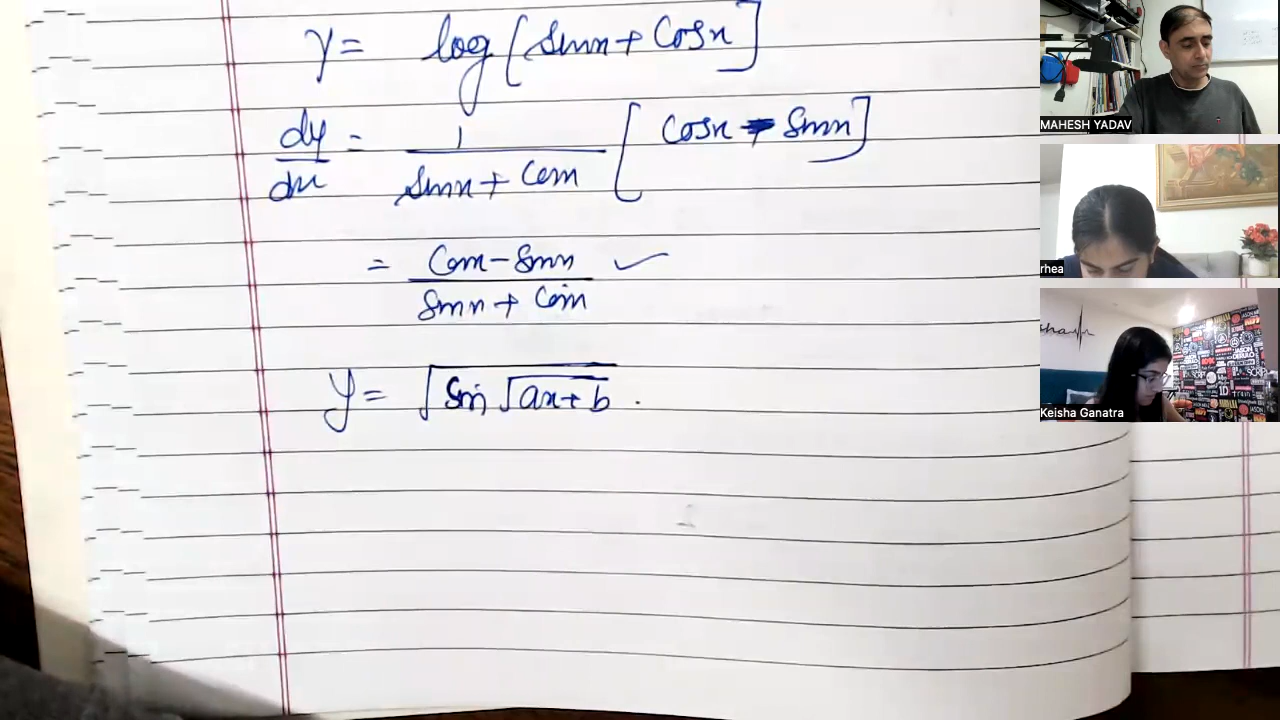 y = log [sinx + cosx]
dy/dx = 1/(sinx + cosx) [cosx - sinx]
= (cosx - sinx)/(sinx + cosx) ✓
y = √(sin √(ax + b)) .
MAHESH YADAV
rhea
Keisha Ganatra